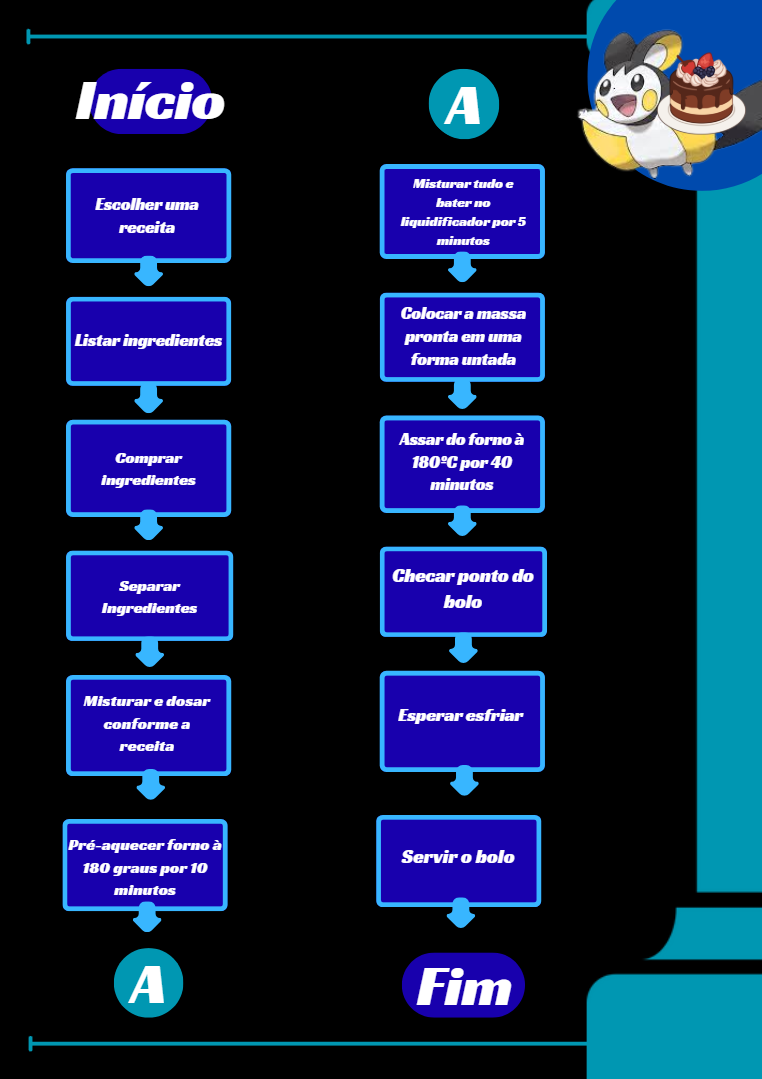 Início
Escolher uma
receita
Listar ingredientes
Comprar
ingredientes
Separar
Ingredientes
Misturar e dosar
conforme a
receita
Pré-aquecer forno à
180 graus por 10
minutos
A
A
Misturar tudo e
bater no
liquidificador por 5
minutos
Colocar a massa
pronta em uma
forma untada
Assar do forno à
180ºC por 40
minutos
Checar ponto do
bolo
Esperar esfriar
Servir o bolo
Fim